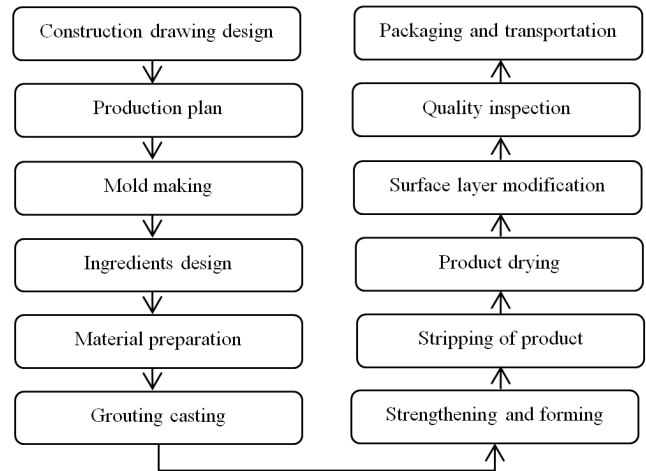 Construction drawing design
Production plan
Mold making
Ingredients design
Material preparation
Grouting casting
Strengthening and forming
Stripping of product
Product drying
Surface layer modification
Quality inspection
Packaging and transportation